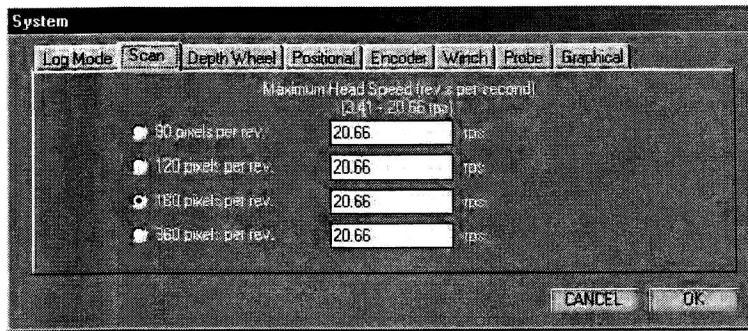 System
Log Mode Scan Depth Wheel Positional Encoder Winch Probe Graphical
Maximum Head Speed (rev.s per second)
(3.41 - 20.66 rps)
90 pixels per rev. 20.66 rps
120 pixels per rev. 20.66 rps
180 pixels per rev. 20.66 rps
360 pixels per rev. 20.66 rps
CANCEL OK